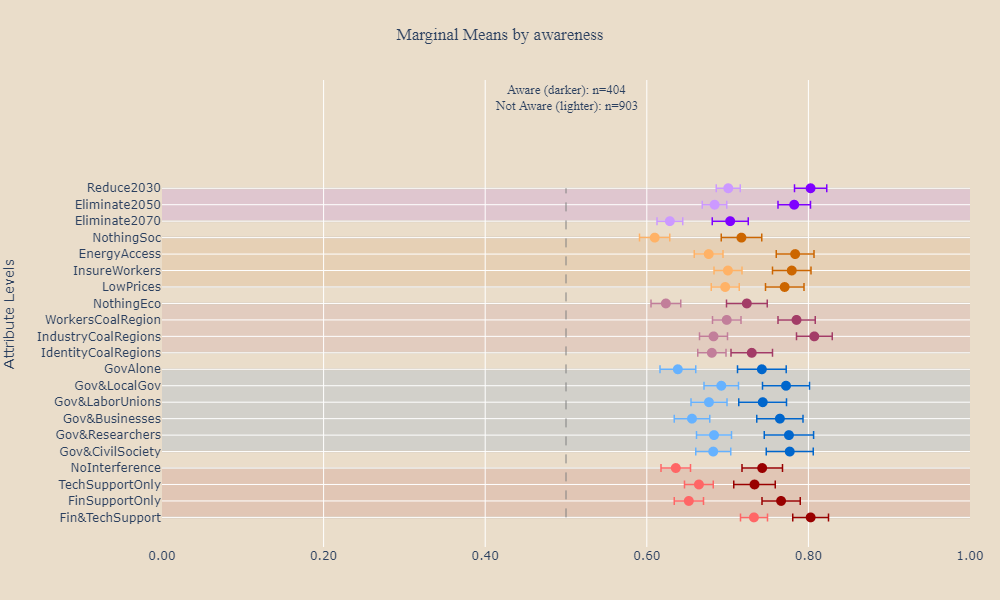 Marginal Means by awareness
Aware (darker): n=404
Not Aware (lighter): n=903
Attribute Levels
Reduce2030
Eliminate2050
Eliminate2070
NothingSoc
EnergyAccess
InsureWorkers
LowPrices
NothingEco
WorkersCoalRegion
IndustryCoalRegions
IdentityCoalRegions
GovAlone
Gov&LocalGov
Gov&LaborUnions
Gov&Businesses
Gov&Researchers
Gov&CivilSociety
NoInterference
TechSupportOnly
FinSupportOnly
Fin&TechSupport
0.00 0.20 0.40 0.60 0.80 1.00